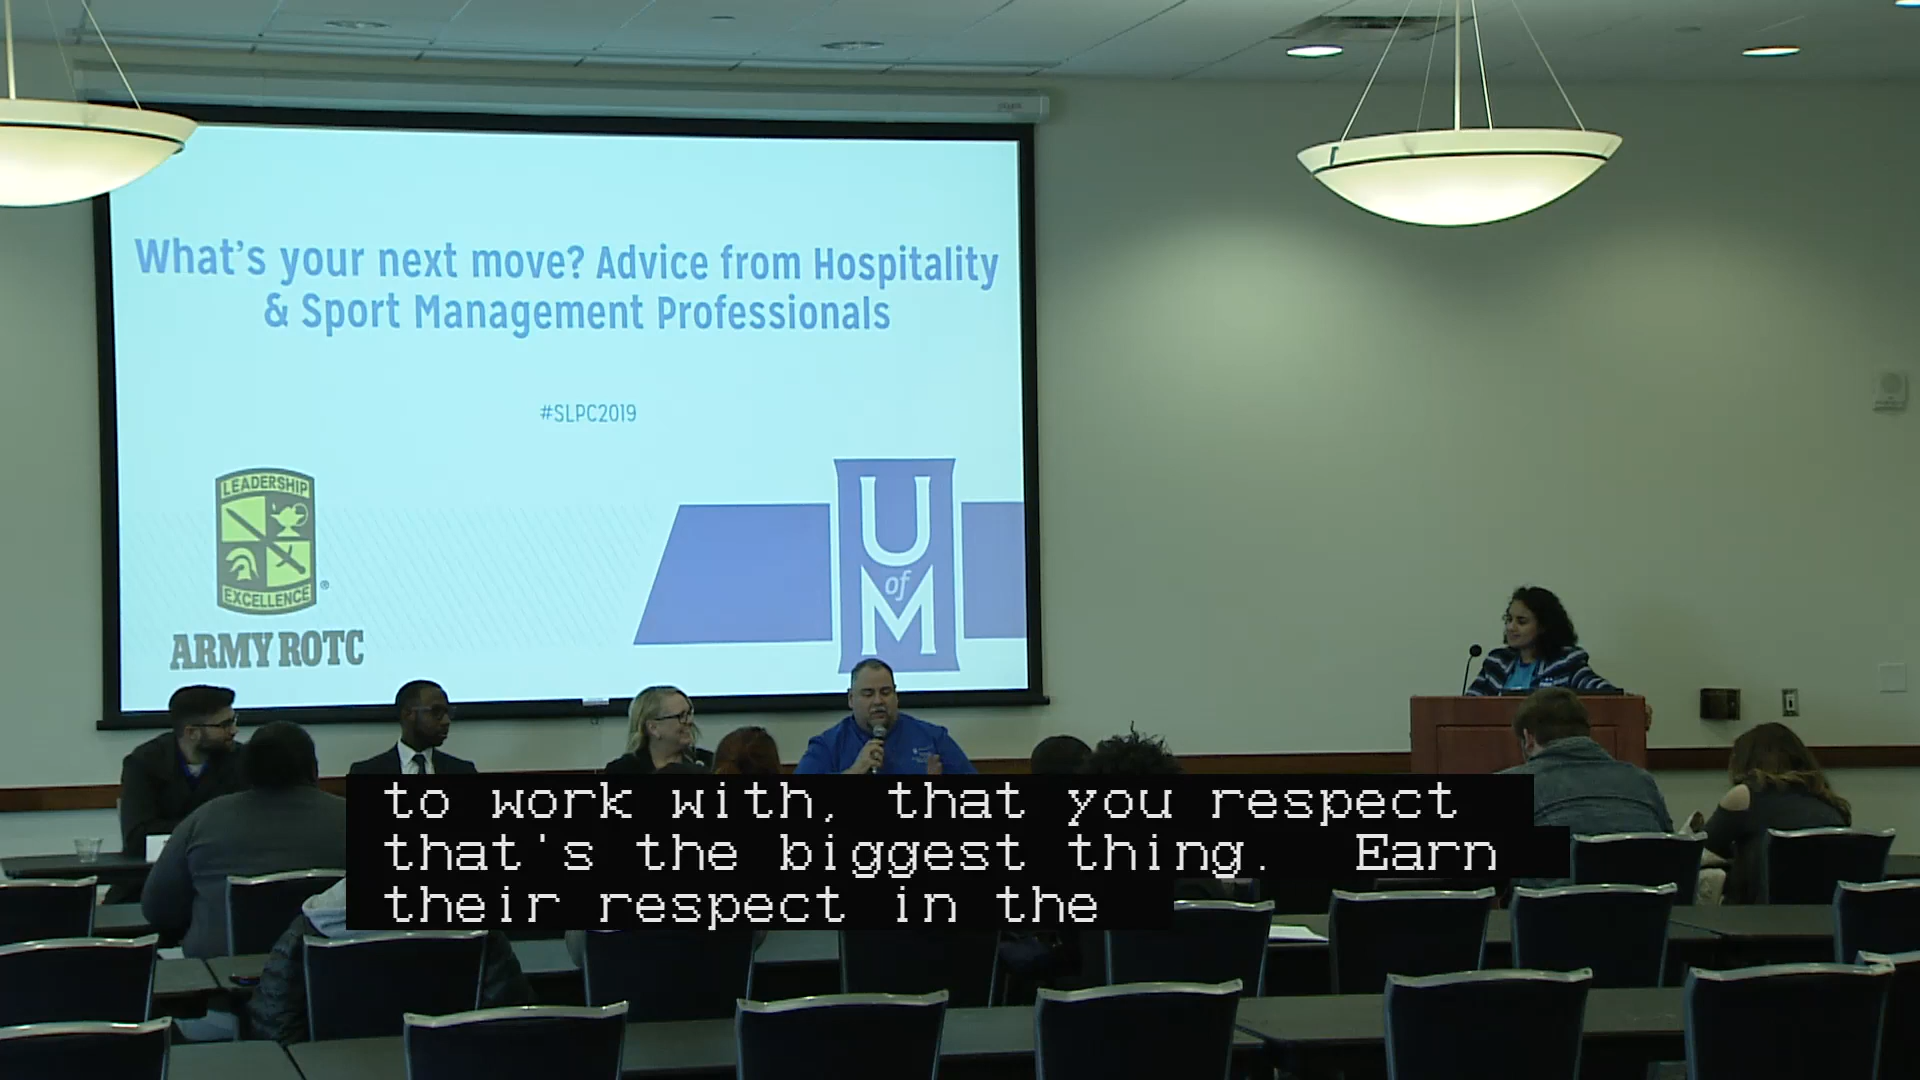 What's your next move? Advice from Hospitality
& Sport Management Professionals
#SLPC2019
LEADERSHIP
EXCELLENCE
®
ARMY ROTC
U
of
M
to work with, that you respect
that's the biggest thing.  Earn
their respect in the